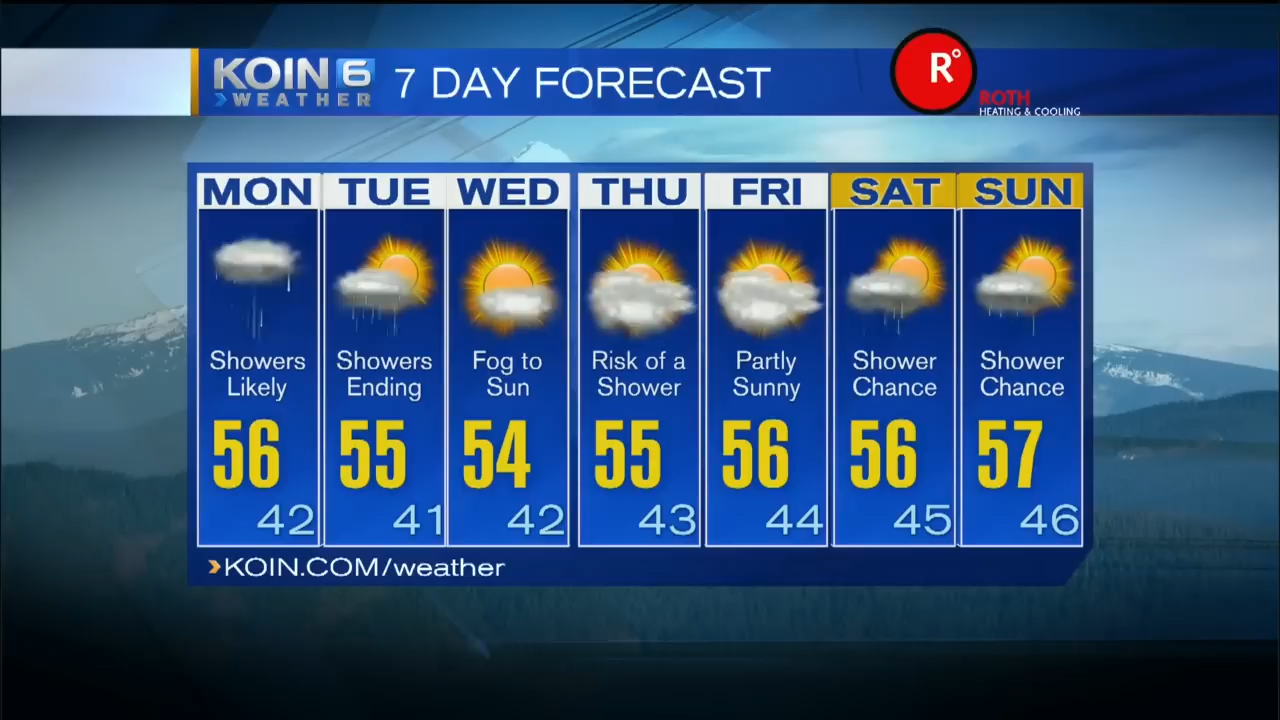 KOIN 6
WEATHER
7 DAY FORECAST
R°
ROTH
HEATING & COOLING
MON TUE WED THU FRI SAT SUN
Showers Likely
Showers Ending
Fog to Sun
Risk of a Shower
Partly Sunny
Shower Chance
Shower Chance
56 55 54 55 56 56 57
42 41 42 43 44 45 46
KOIN.COM/weather